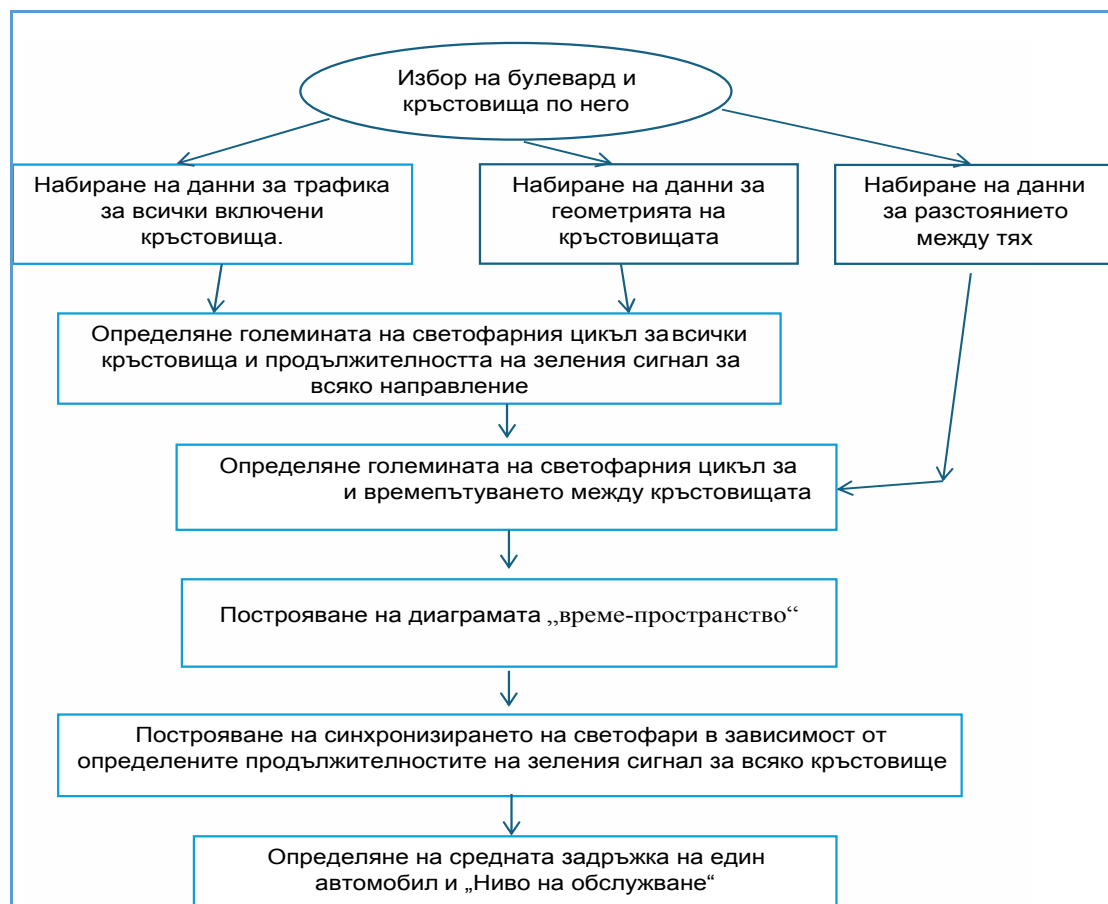 Избор на булевард и
кръстовища по него
Набиране на данни за трафика
за всички включени
кръстовища.
Набиране на данни за
геометрията на
кръстовищата
Набиране на данни
за разстоянието
между тях
Определяне големината на светофарния цикъл за всички
кръстовища и продължителността на зеления сигнал за
всяко направление
Определяне големината на светофарния цикъл за
и времепътуването между кръстовищата
Построяване на диаграмата „време-пространство“
Построяване на синхронизирането на светофари в зависимост от
определените продължителностите на зеления сигнал за всяко кръстовище
Определяне на средната задръжка на един
автомобил и „Ниво на обслужване“